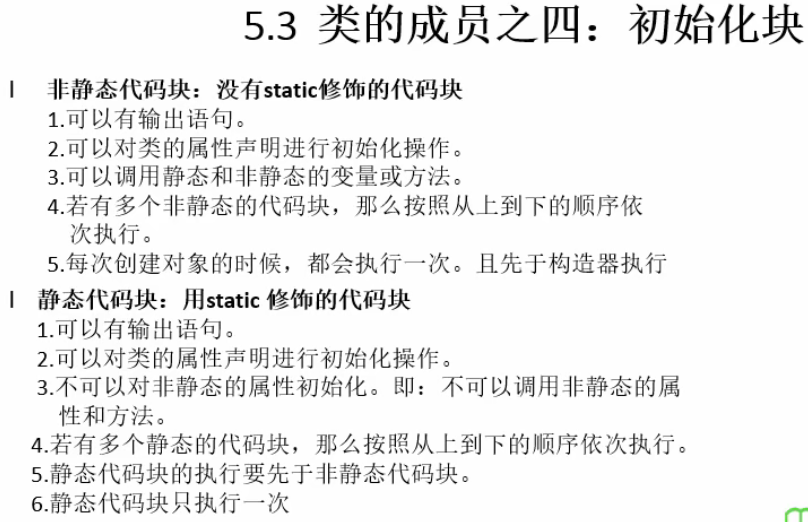 5.3 类的成员之四：初始化块
l 非静态代码块：没有static修饰的代码块
1.可以有输出语句。
2.可以对类的属性声明进行初始化操作。
3.可以调用静态和非静态的变量或方法。
4.若有多个非静态的代码块，那么按照从上到下的顺序依
次执行。
5.每次创建对象的时候，都会执行一次。且先于构造器执行
l 静态代码块：用static 修饰的代码块
1.可以有输出语句。
2.可以对类的属性声明进行初始化操作。
3.不可以对非静态的属性初始化。即：不可以调用非静态的属
性和方法。
4.若有多个静态的代码块，那么按照从上到下的顺序依次执行。
5.静态代码块的执行要先于非静态代码块。
6.静态代码块只执行一次